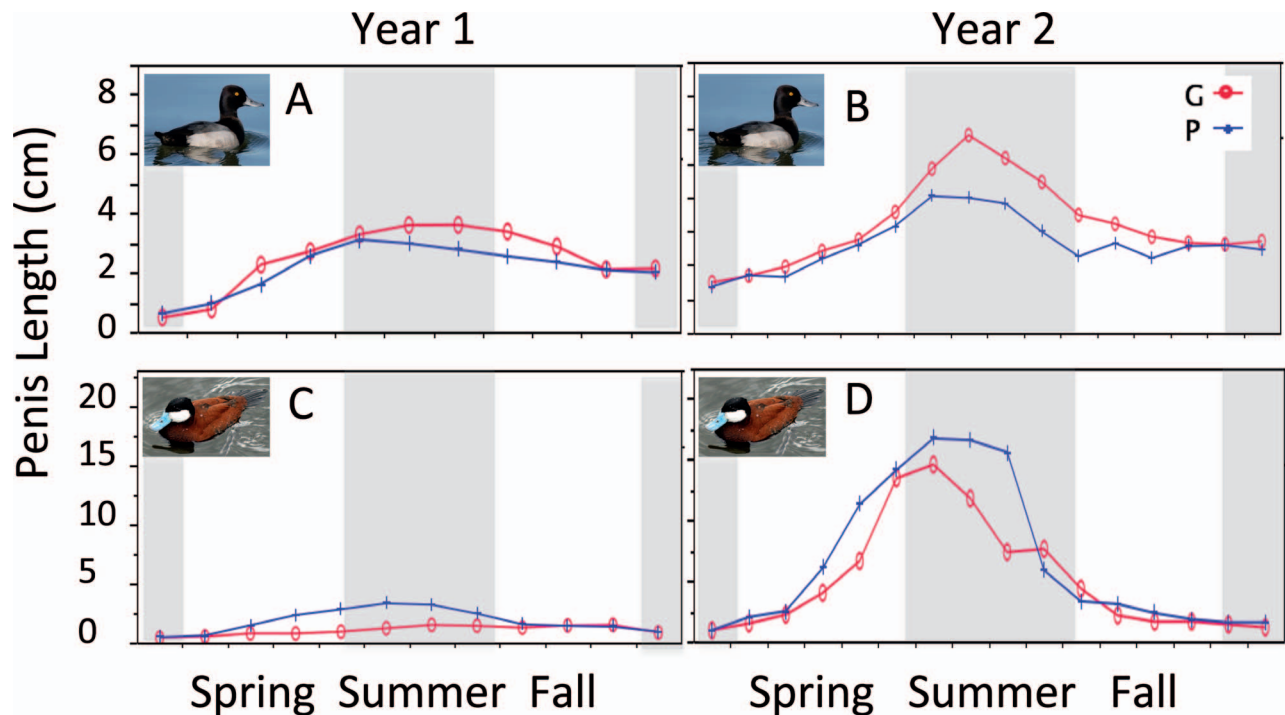 Year 1
Year 2
Penis Length (cm)
A
8
6
4
2
0
B
G
P
C
20
15
10
5
0
D
Spring Summer Fall
Spring Summer Fall